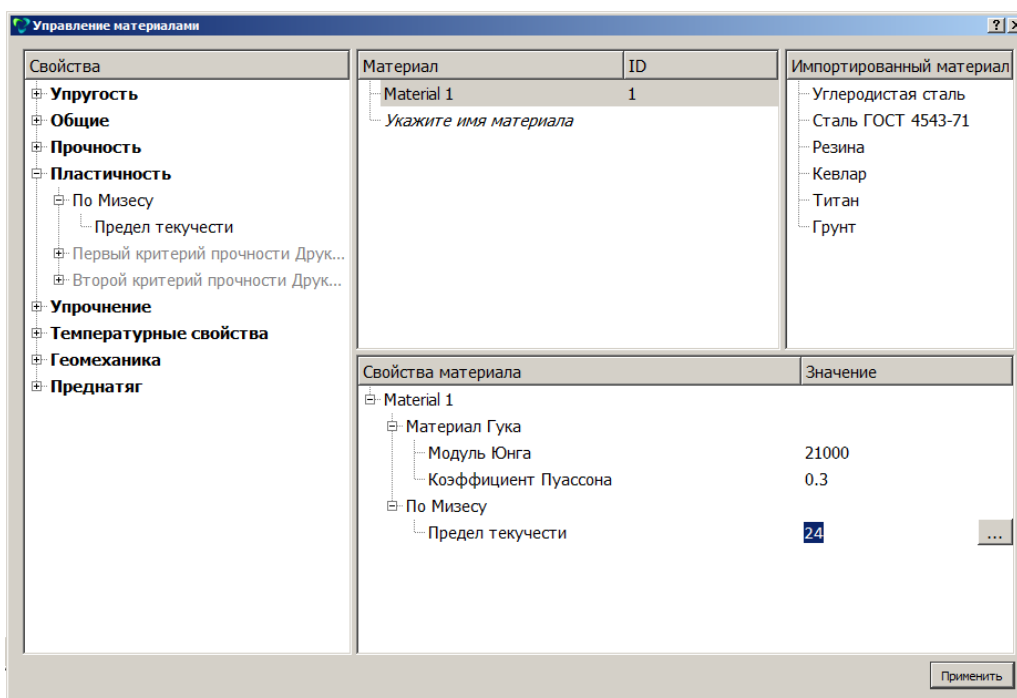 Управление материалами
Свойства
Упругость
Общие
Прочность
Пластичность
По Мизесу
Предел текучести
Первый критерий прочности Друк...
Второй критерий прочности Друк...
Упрочнение
Температурные свойства
Геомеханика
Преднатяг
Материал ID
Material 1 1
Укажите имя материала
Импортированный материал
Углеродистая сталь
Сталь ГОСТ 4543-71
Резина
Кевлар
Титан
Грунт
Свойства материала Значение
Material 1
Материал Гука
Модуль Юнга 21000
Коэффициент Пуассона 0.3
По Мизесу
Предел текучести 24 ...
Применить